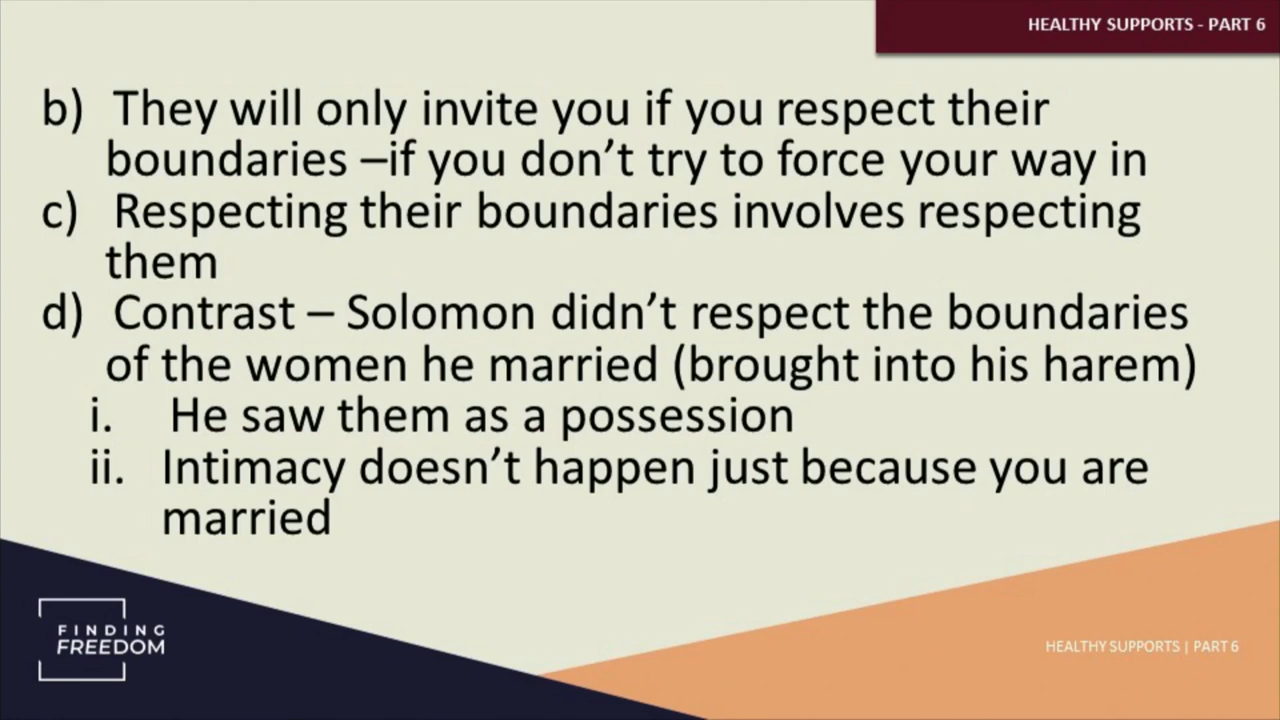 HEALTHY SUPPORTS - PART 6
b) They will only invite you if you respect their
boundaries –if you don't try to force your way in
c) Respecting their boundaries involves respecting
them
d) Contrast – Solomon didn't respect the boundaries
of the women he married (brought into his harem)
i. He saw them as a possession
ii. Intimacy doesn't happen just because you are
married
FINDING
FREEDOM
HEALTHY SUPPORTS | PART 6